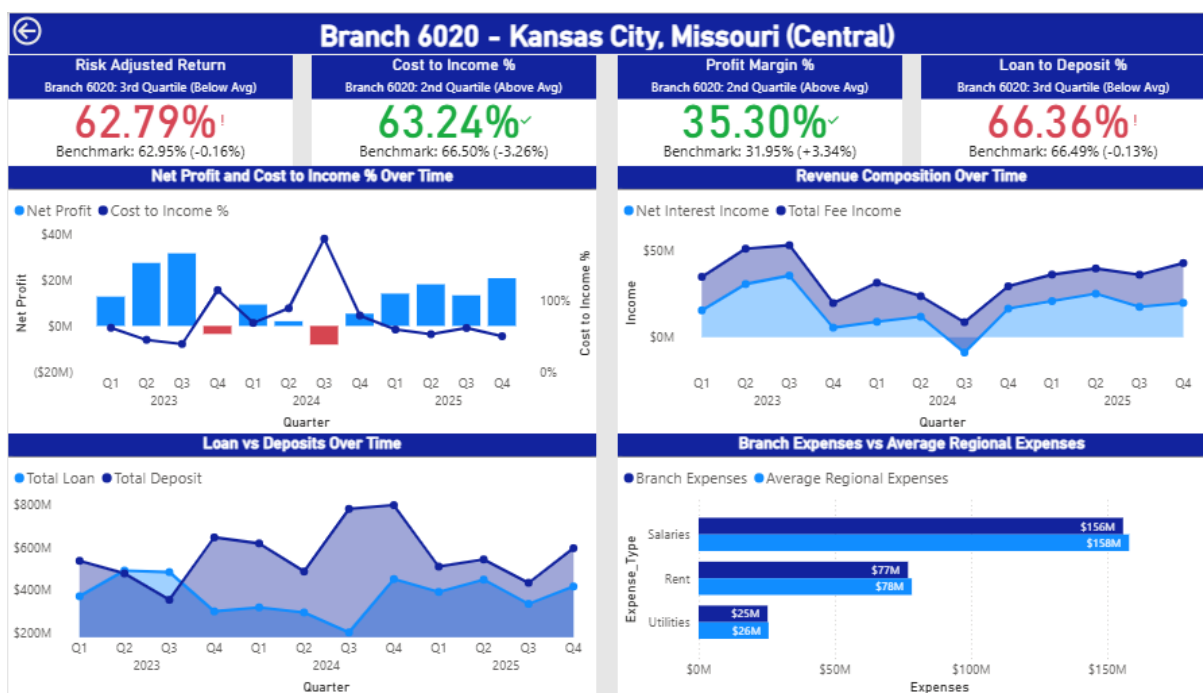 Branch 6020 - Kansas City, Missouri (Central)
Risk Adjusted Return
Branch 6020: 3rd Quartile (Below Avg)
62.79%!
Benchmark: 62.95% (-0.16%)
Cost to Income %
Branch 6020: 2nd Quartile (Above Avg)
63.24%✓
Benchmark: 66.50% (-3.26%)
Profit Margin %
Branch 6020: 2nd Quartile (Above Avg)
35.30%✓
Benchmark: 31.95% (+3.34%)
Loan to Deposit %
Branch 6020: 3rd Quartile (Below Avg)
66.36%!
Benchmark: 66.49% (-0.13%)
Net Profit and Cost to Income % Over Time
Net Profit Cost to Income %
Net Profit
$40M
$20M
$0M
($20M)
Cost to Income %
100%
0%
Q1 Q2 Q3 Q4 Q1 Q2 Q3 Q4 Q1 Q2 Q3 Q4
2023 2024 2025
Quarter
Revenue Composition Over Time
Net Interest Income Total Fee Income
Income
$50M
$0M
Q1 Q2 Q3 Q4 Q1 Q2 Q3 Q4 Q1 Q2 Q3 Q4
2023 2024 2025
Quarter
Loan vs Deposits Over Time
Total Loan Total Deposit
$800M
$600M
$400M
$200M
Q1 Q2 Q3 Q4 Q1 Q2 Q3 Q4 Q1 Q2 Q3 Q4
2023 2024 2025
Quarter
Branch Expenses vs Average Regional Expenses
Branch Expenses Average Regional Expenses
Expense_Type
Salaries
$156M
$158M
Rent
$77M
$78M
Utilities
$25M
$26M
$0M $50M $100M $150M
Expenses